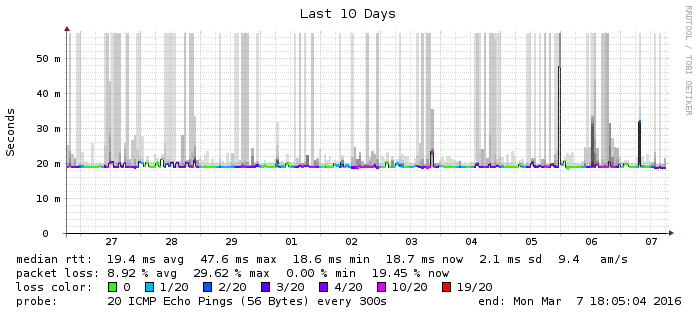 Last 10 Days
RRDTOOL / TOBI OETIKER
Seconds
50 m
40 m
30 m
20 m
10 m
0
27 28 29 01 02 03 04 05 06 07
median rtt: 19.4 ms avg 47.6 ms max 18.6 ms min 18.7 ms now 2.1 ms sd 9.4 am/s
packet loss: 8.92 % avg 29.62 % max 0.00 % min 19.45 % now
loss color: 0 1/20 2/20 3/20 4/20 10/20 19/20
probe: 20 ICMP Echo Pings (56 Bytes) every 300s end: Mon Mar 7 18:05:04 2016